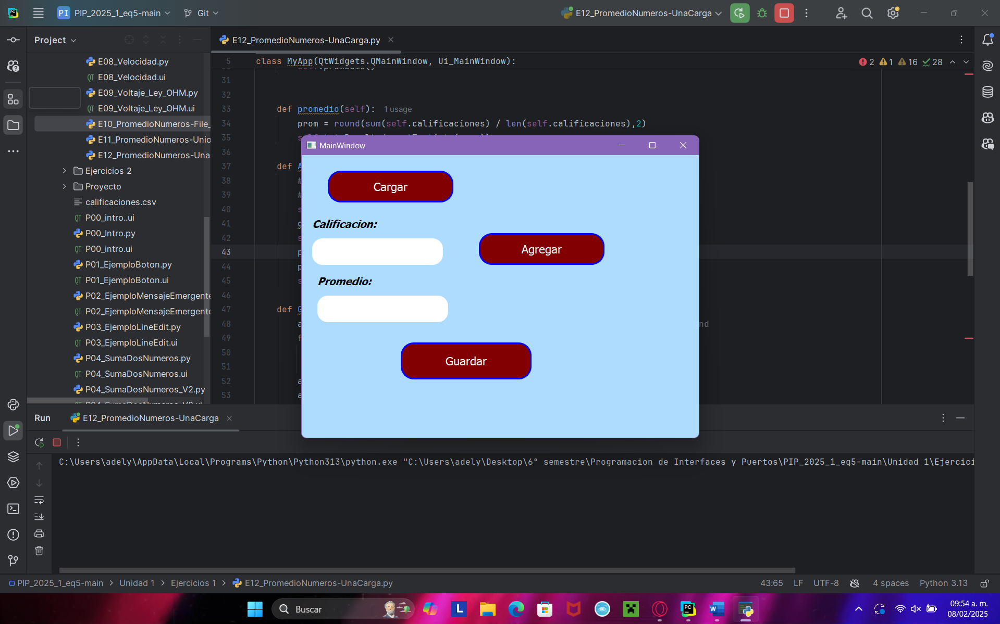 PI PIP_2025_1_eq5-main Git E12_PromedioNumeros-UnaCarga
Project
E12_PromedioNumeros-UnaCarga.py
E08_Velocidad.py
E08_Velocidad.ui
E09_Voltaje_Ley_OHM.py
E09_Voltaje_Ley_OHM.ui
E10_PromedioNumeros-File_
E11_PromedioNumeros-Unio
E12_PromedioNumeros-Una
Ejercicios 2
Proyecto
calificaciones.csv
P00_intro..ui
P00_Intro.py
P00_intro.ui
P01_EjemploBoton.py
P01_EjemploBoton.ui
P02_EjemploMensajeEmergente
P02_EjemploMensajeEmergente
P03_EjemploLineEdit.py
P03_EjemploLineEdit.ui
P04_SumaDosNumeros.py
P04_SumaDosNumeros.ui
P04_SumaDosNumeros_V2.py
P04_SumaDosNumeros_V2.ui
5 class MyApp(QtWidgets.QMainWindow, Ui_MainWindow):
2 1 16 28
self.promedio()
31
32
33 def promedio(self): 1 usage
34 prom = round(sum(self.calificaciones) / len(self.calificaciones),2)
35
36
37 def A
38 #
39 #
40 s
41 c
42 s
43 p
44 p
45 s
46
47 def G
48 a nd
49 f
50
51
52 a
53 a
MainWindow
Cargar
Calificacion:
Agregar
Promedio:
Guardar
Run E12_PromedioNumeros-UnaCarga
C:\Users\adely\AppData\Local\Programs\Python\Python313\python.exe "C:\Users\adely\Desktop\6° semestre\Programacion de Interfaces y Puertos\PIP_2025_1_eq5-main\Unidad 1\Ejercici
PIP_2025_1_eq5-main Unidad 1 Ejercicios 1 E12_PromedioNumeros-UnaCarga.py
43:65 LF UTF-8 4 spaces Python 3.13
Buscar
09:54 a. m.
08/02/2025